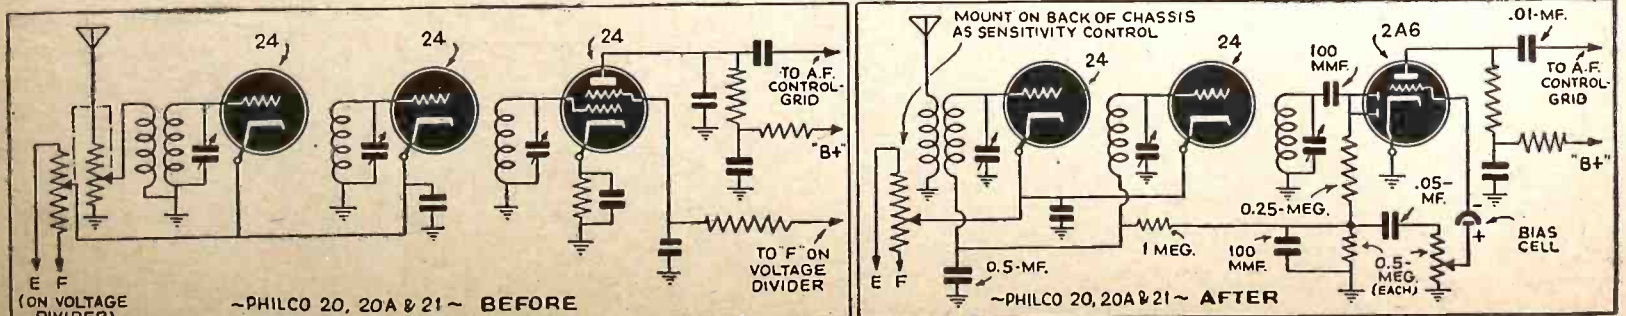 24
24
24
TO A.F.
CONTROL-
GRID
"B+"
TO "F" ON
VOLTAGE
DIVIDER
E F
(ON VOLTAGE
DIVIDER)
~PHILCO 20, 20A & 21~ BEFORE
MOUNT ON BACK OF CHASSIS
AS SENSITIVITY CONTROL
24
24
100
MMF.
2A6
.01-MF.
TO A.F.
CONTROL-
GRID
"B+"
0.25-MEG.
.05-
MF.
-
+
BIAS
CELL
1 MEG.
100
MMF.
0.5-
MEG.
(EACH)
E F
0.5-MF.
~PHILCO 20, 20A & 21~ AFTER